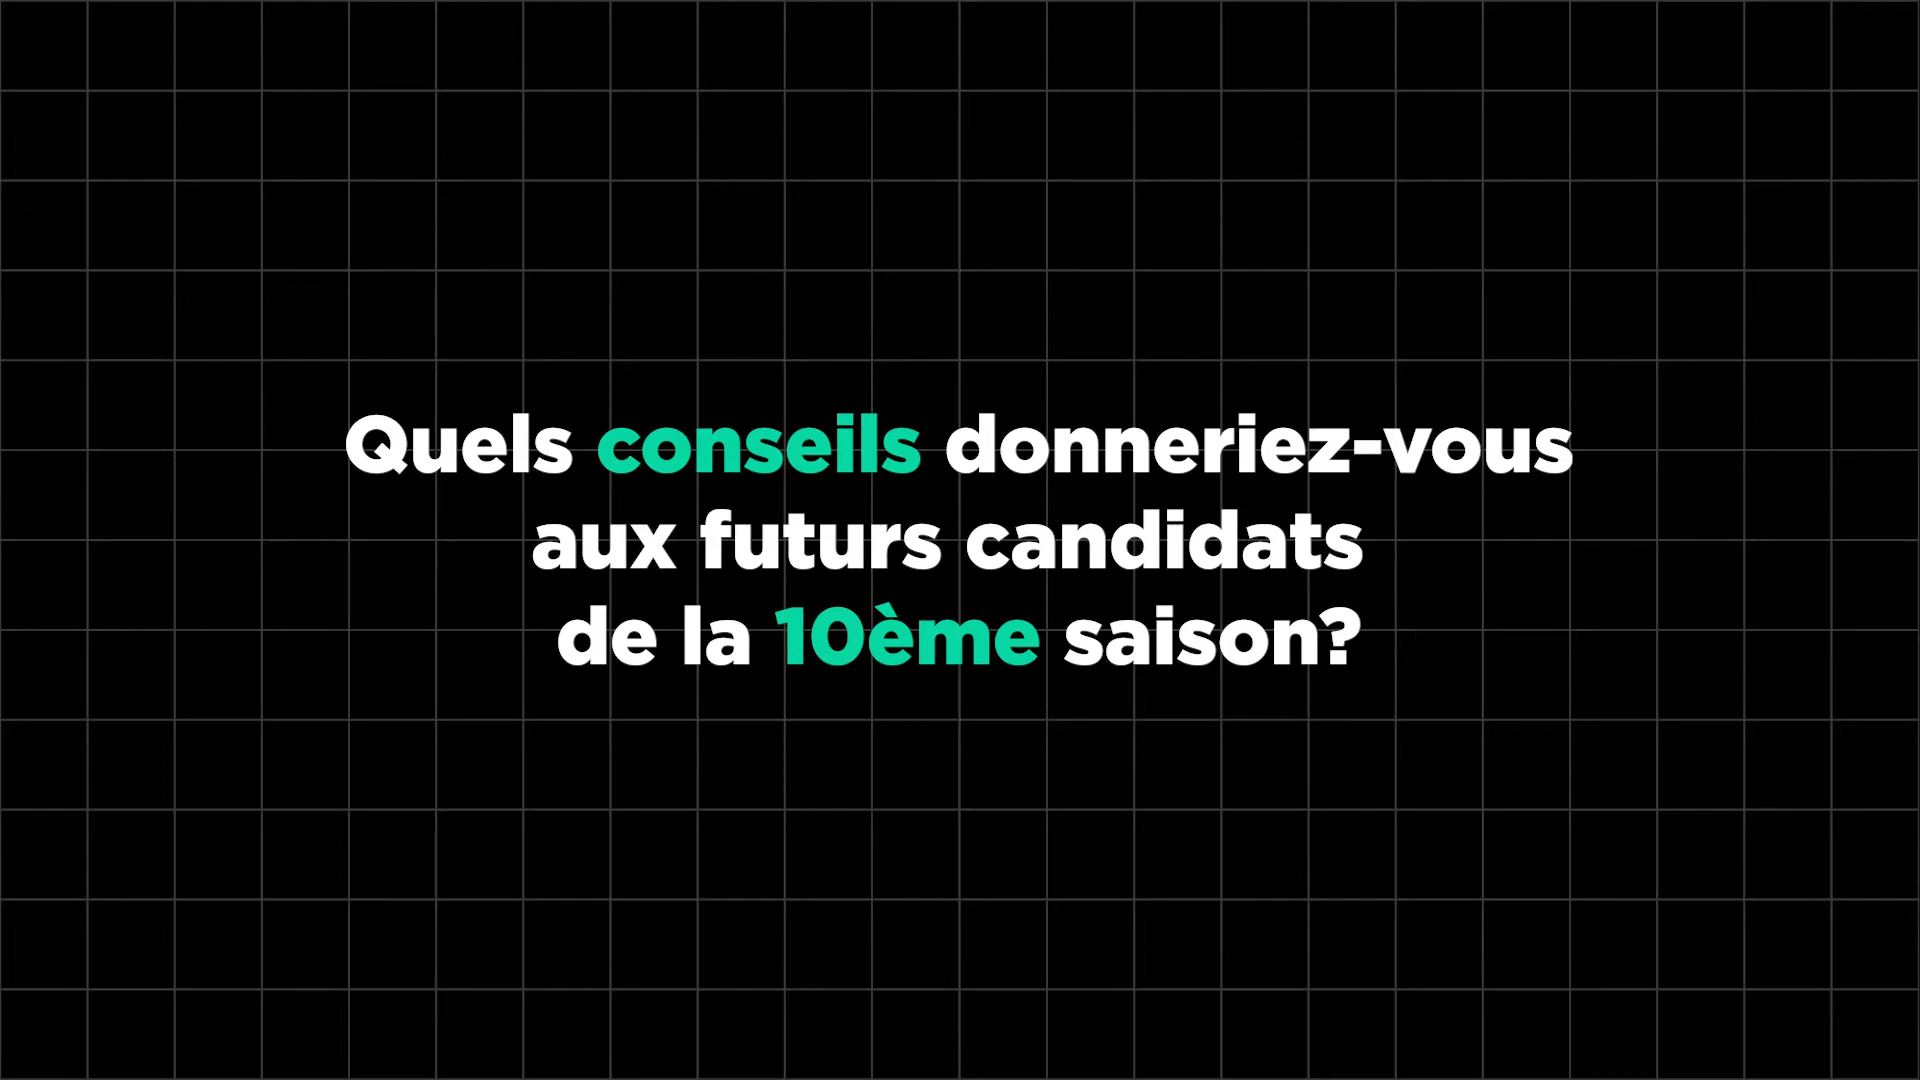 Quels conseils donneriez-vous
aux futurs candidats
de la 10ème saison?